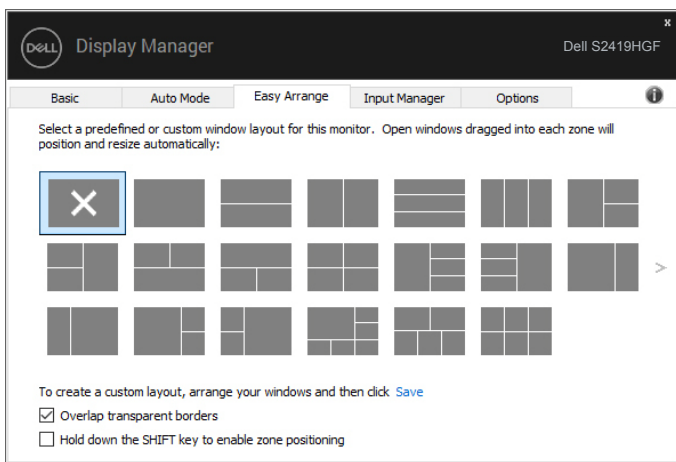 x
DELL Display Manager
Dell S2419HGF
Basic Auto Mode Easy Arrange Input Manager Options i
Select a predefined or custom window layout for this monitor. Open windows dragged into each zone will
position and resize automatically:
>
To create a custom layout, arrange your windows and then click Save
Overlap transparent borders
Hold down the SHIFT key to enable zone positioning